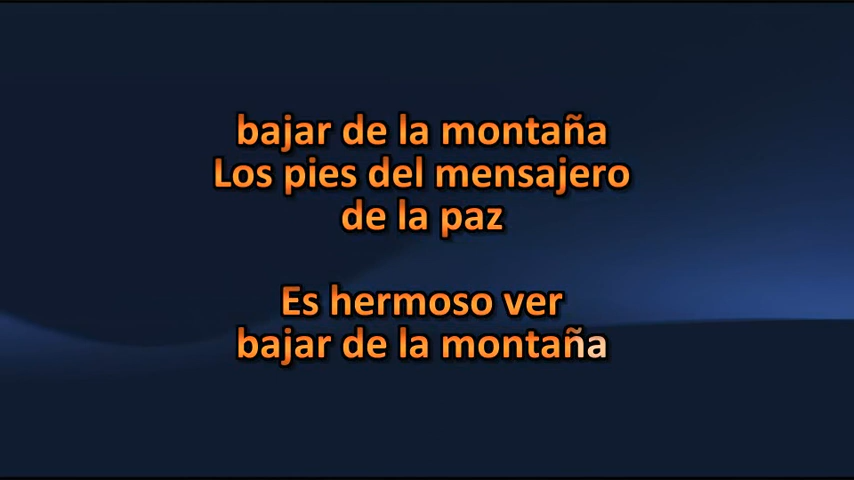 bajar de la montaña
Los pies del mensajero
de la paz
Es hermoso ver
bajar de la montaña